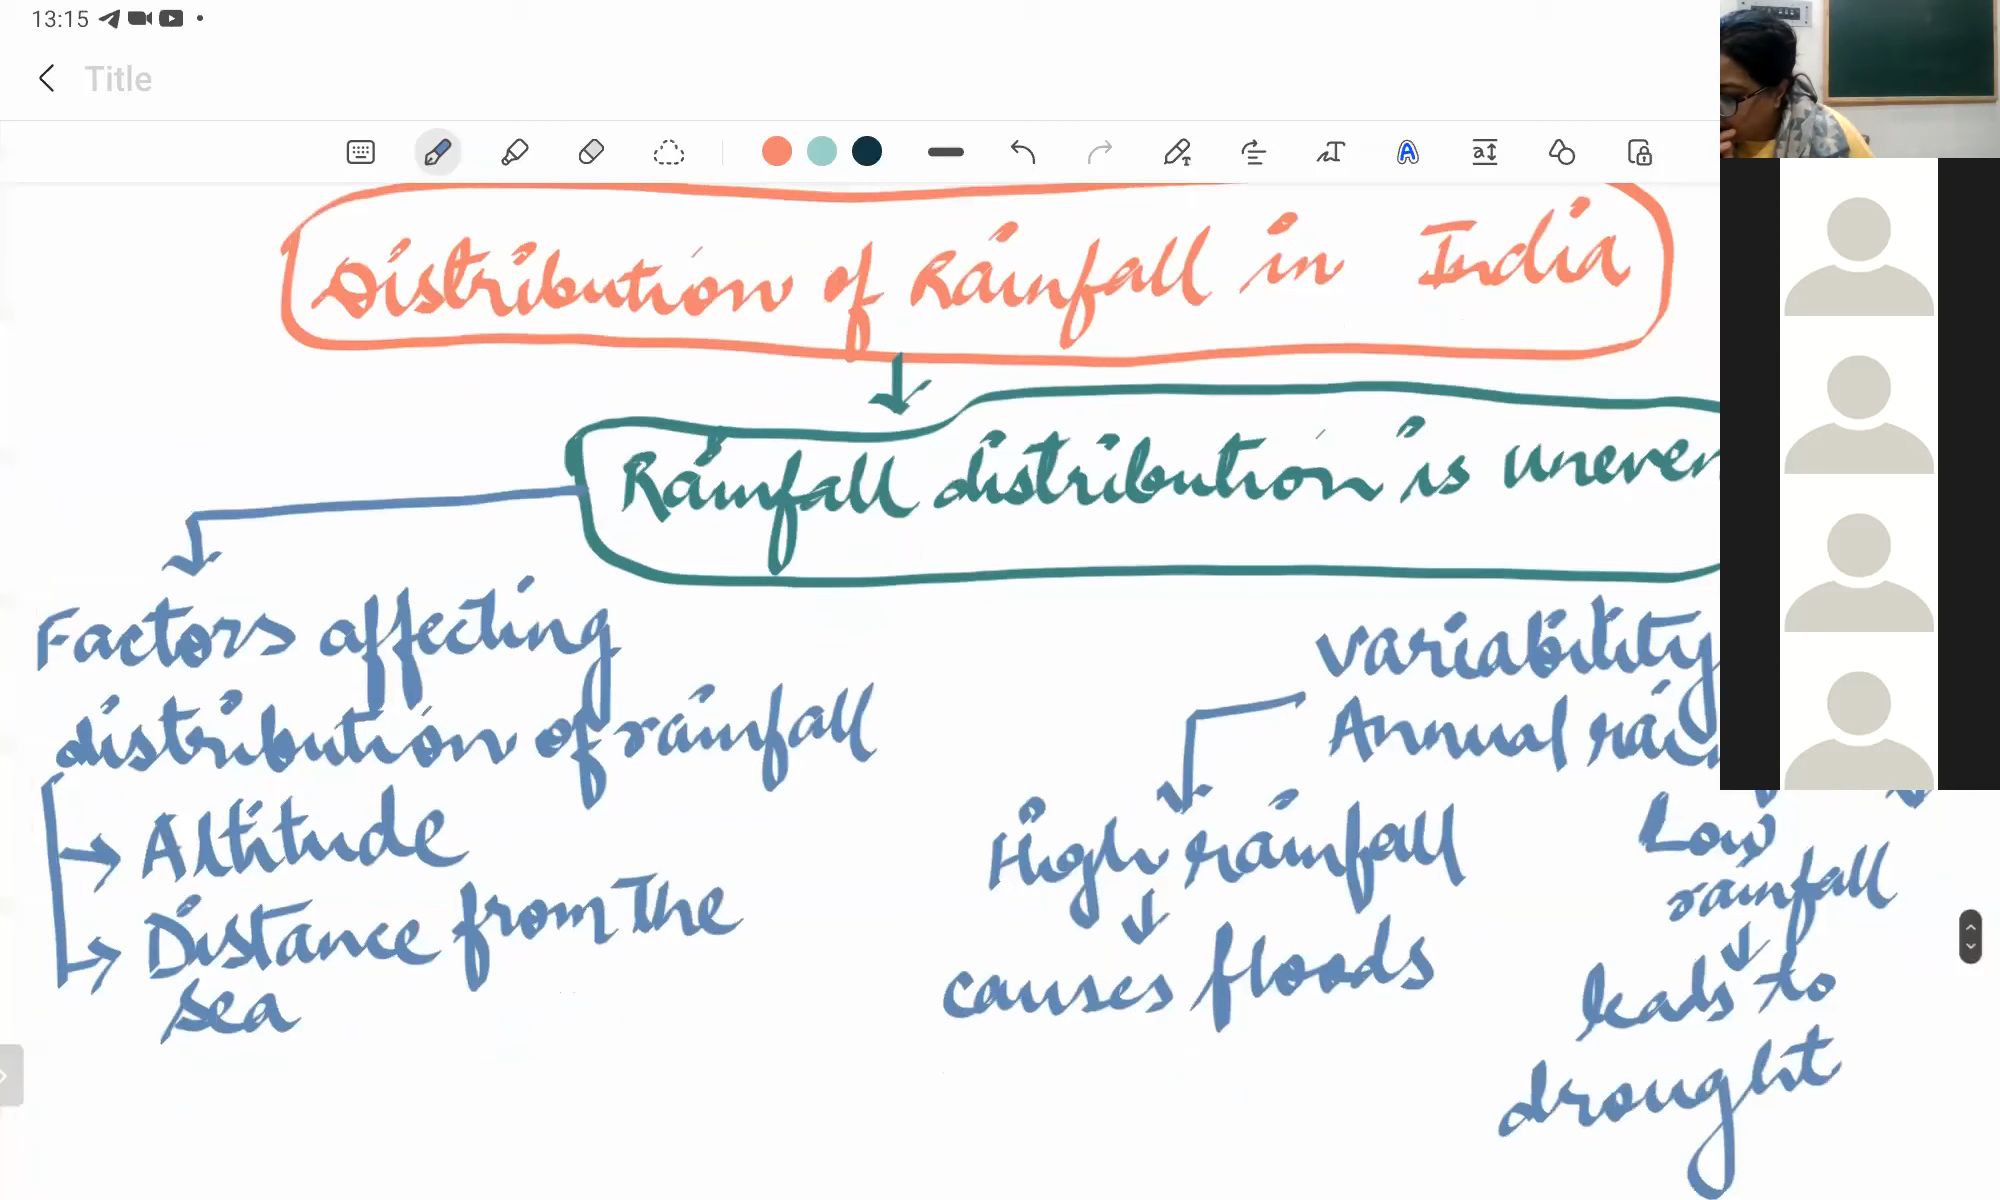 13:15
Title
Distribution of Rainfall in India
Rainfall distribution is uneven
Factors affecting
distribution of rainfall
→ Altitude
→ Distance from the
sea
variability
Annual
High rainfall
causes floods
Low
rainfall
leads to
drought